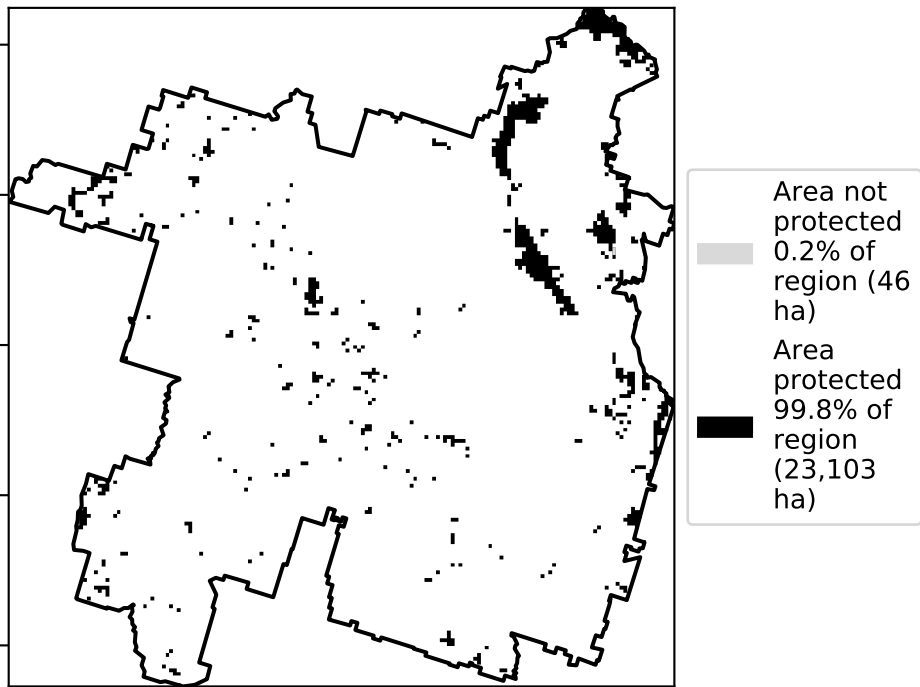 Area not
protected
0.2% of
region (46
ha)
Area
protected
99.8% of
region
(23,103
ha)